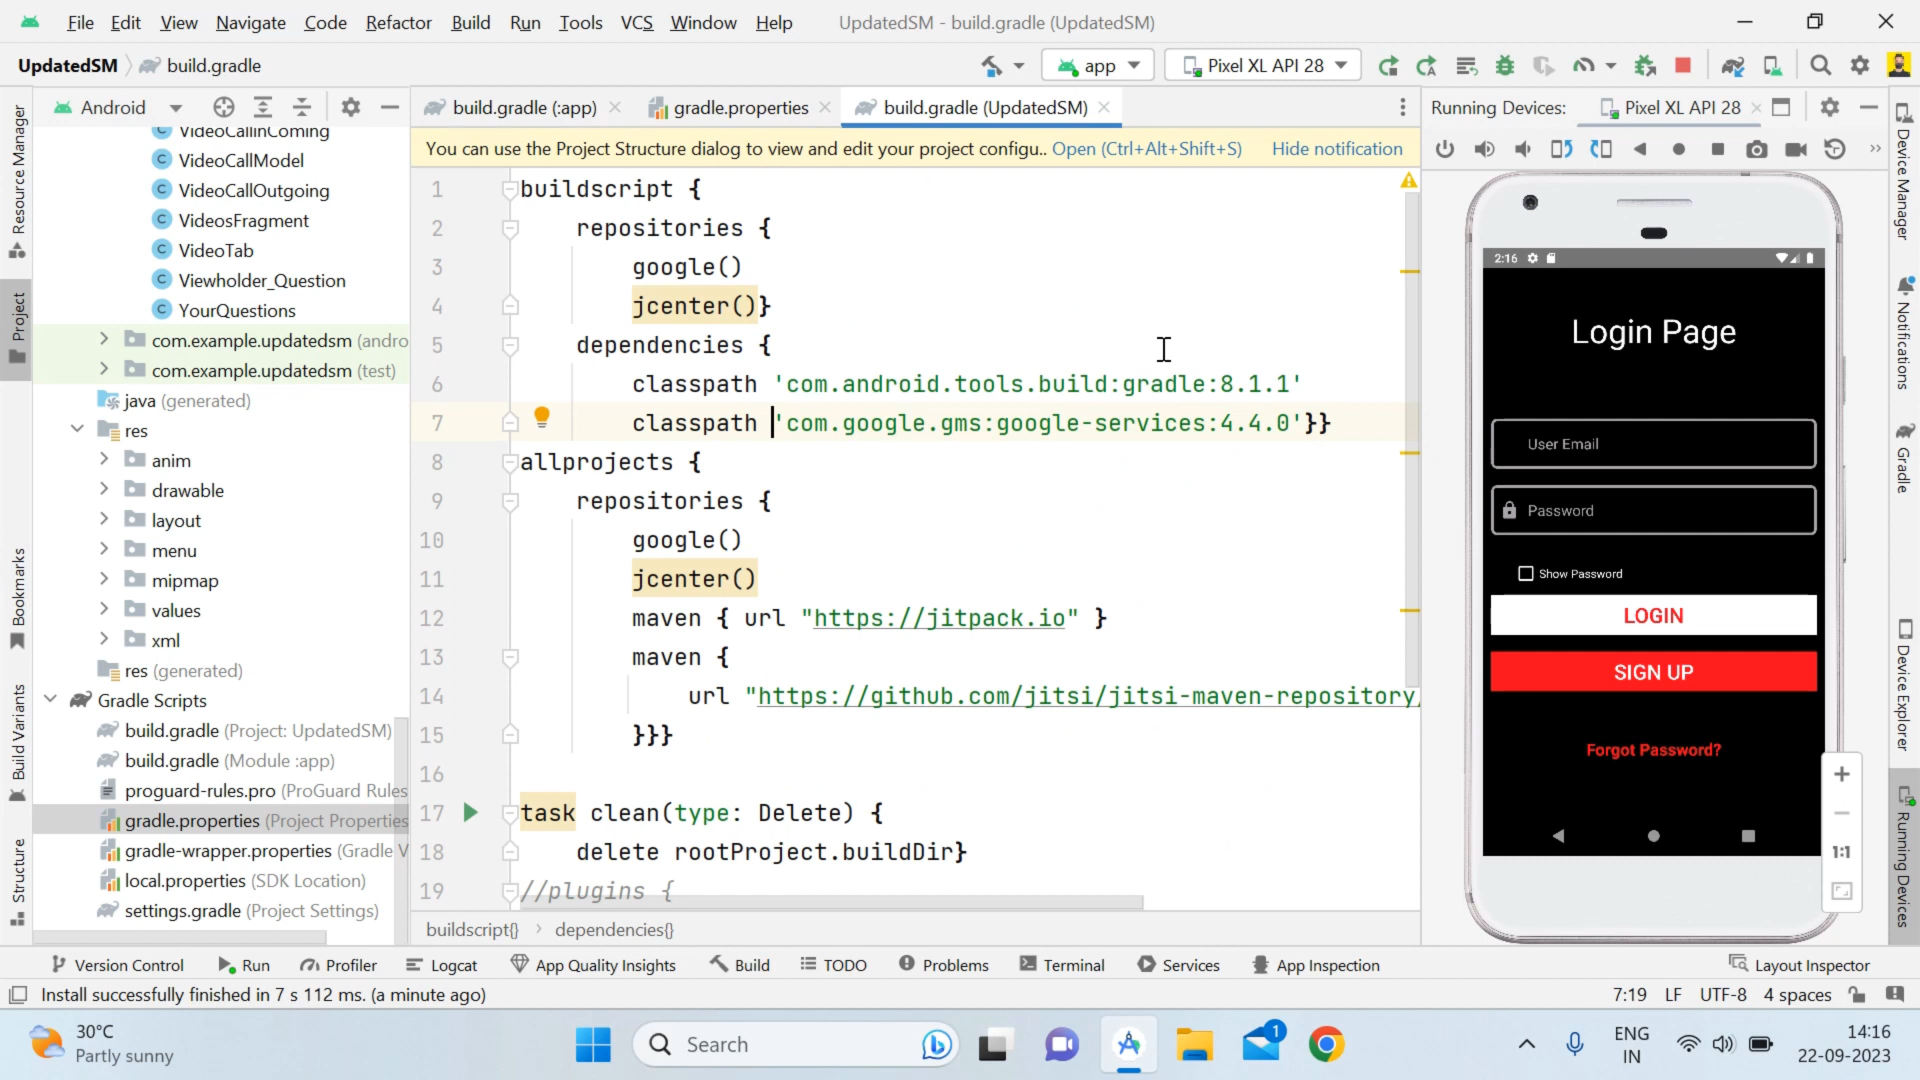 File Edit View Navigate Code Refactor Build Run Tools VCS Window Help UpdatedSM - build.gradle (UpdatedSM)
UpdatedSM build.gradle app Pixel XL API 28
Android build.gradle (:app) gradle.properties build.gradle (UpdatedSM) Running Devices: Pixel XL API 28
You can use the Project Structure dialog to view and edit your project configu.. Open (Ctrl+Alt+Shift+S) Hide notification
Resource Manager
Project
Bookmarks
Build Variants
Structure
VideoCallinComing
VideoCallModel
VideoCallOutgoing
VideosFragment
VideoTab
Viewholder_Question
YourQuestions
com.example.updatedsm (andro
com.example.updatedsm (test)
java (generated)
res
anim
drawable
layout
menu
mipmap
values
xml
res (generated)
Gradle Scripts
build.gradle (Project: UpdatedSM)
build.gradle (Module :app)
proguard-rules.pro (ProGuard Rules
gradle.properties (Project Properties
gradle-wrapper.properties (Gradle V
local.properties (SDK Location)
settings.gradle (Project Settings)
1 buildscript {
2 repositories {
3 google()
4 jcenter()}
5 dependencies {
6 classpath 'com.android.tools.build:gradle:8.1.1'
7 classpath 'com.google.gms:google-services:4.4.0'}}
8 allprojects {
9 repositories {
10 google()
11 jcenter()
12 maven { url "https://jitpack.io" }
13 maven {
14 url "https://github.com/jitsi/jitsi-maven-repository/
15 }}}
16
17 task clean(type: Delete) {
18 delete rootProject.buildDir}
19 //plugins {
buildscript{} dependencies{}
2:16
Login Page
User Email
Password
Show Password
LOGIN
SIGN UP
Forgot Password?
1:1
Device Manager
Notifications
Gradle
Device Explorer
Running Devices
Version Control Run Profiler Logcat App Quality Insights Build TODO Problems Terminal Services App Inspection Layout Inspector
Install successfully finished in 7 s 112 ms. (a minute ago) 7:19 LF UTF-8 4 spaces
30°C
Partly sunny
Search
1
ENG
IN
14:16
22-09-2023